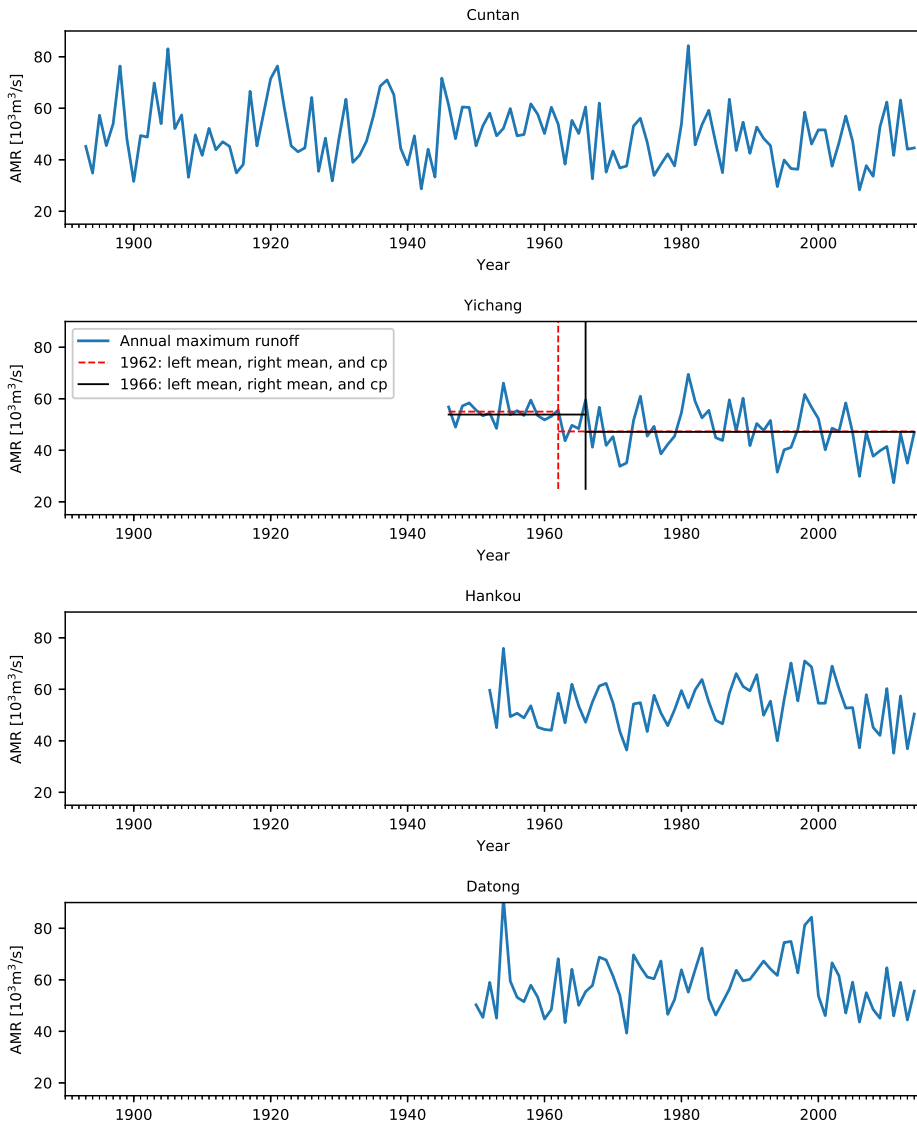 Cuntan
80
60
40
20
AMR [10³m³/s]
1900 1920 1940 1960 1980 2000
Year
Yichang
Annual maximum runoff
1962: left mean, right mean, and cp
1966: left mean, right mean, and cp
80
60
40
20
AMR [10³m³/s]
1900 1920 1940 1960 1980 2000
Year
Hankou
80
60
40
20
AMR [10³m³/s]
1900 1920 1940 1960 1980 2000
Year
Datong
80
60
40
20
AMR [10³m³/s]
1900 1920 1940 1960 1980 2000